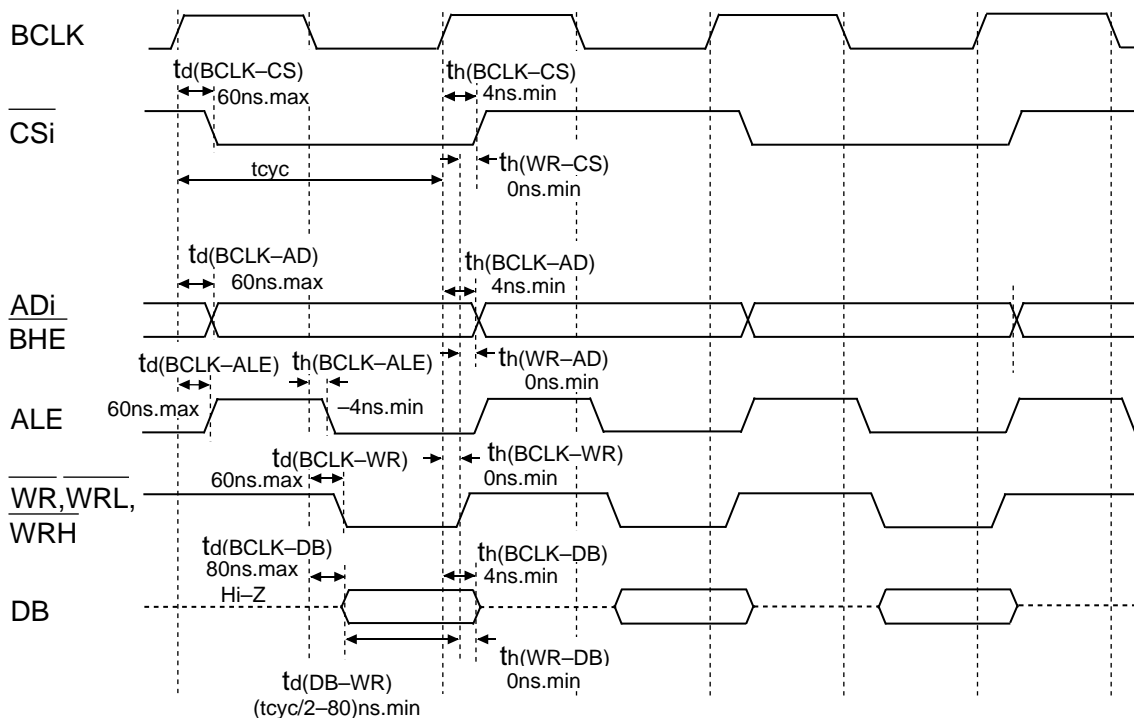 BCLK
td(BCLK–CS)
60ns.max
th(BCLK–CS)
4ns.min
CSi
tcyc
th(WR–CS)
0ns.min
td(BCLK–AD)
60ns.max
th(BCLK–AD)
4ns.min
ADi
BHE
th(WR–AD)
0ns.min
td(BCLK–ALE)
60ns.max
th(BCLK–ALE)
–4ns.min
ALE
td(BCLK–WR)
60ns.max
th(BCLK–WR)
0ns.min
WR,WRL,
WRH
td(BCLK–DB)
80ns.max
th(BCLK–DB)
4ns.min
Hi–Z
DB
th(WR–DB)
0ns.min
td(DB–WR)
(tcyc/2–80)ns.min